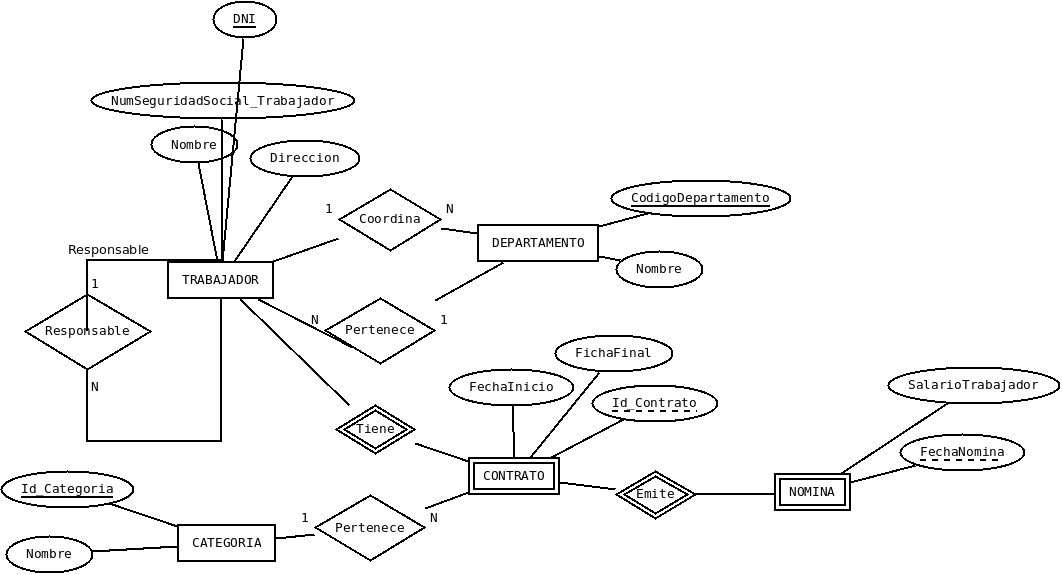 DNI
NumSeguridadSocial_Trabajador
Nombre
Direccion
CodigoDepartamento
1
Coordina
N
DEPARTAMENTO
Responsable
Nombre
TRABAJADOR
1
N
Pertenece
1
Responsable
FichaFinal
N
FechaInicio
SalarioTrabajador
Id_Contrato
Tiene
FechaNomina
CONTRATO
Id_Categoria
Emite
NOMINA
1
Pertenece
N
CATEGORIA
Nombre